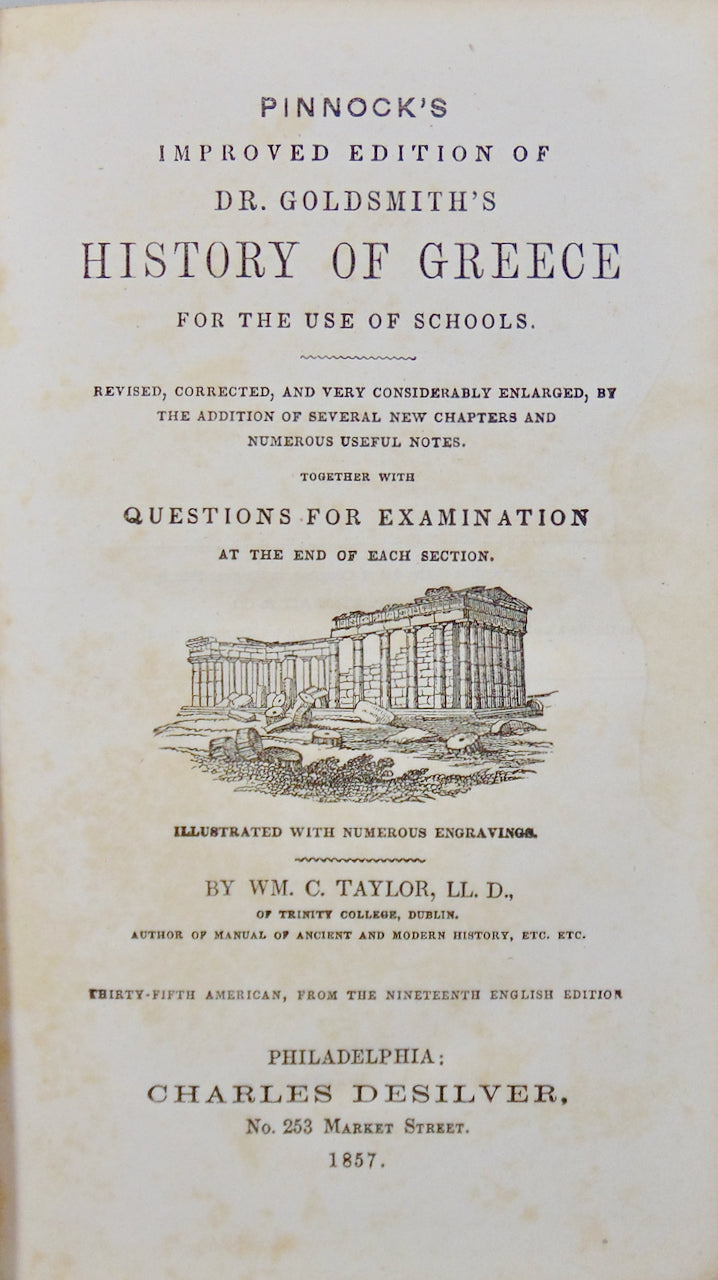 PINNOCK'S
IMPROVED EDITION OF
DR. GOLDSMITH'S
HISTORY OF GREECE
FOR THE USE OF SCHOOLS.
REVISED, CORRECTED, AND VERY CONSIDERABLY ENLARGED, BY
THE ADDITION OF SEVERAL NEW CHAPTERS AND
NUMEROUS USEFUL NOTES.
TOGETHER WITH
QUESTIONS FOR EXAMINATION
AT THE END OF EACH SECTION.
ILLUSTRATED WITH NUMEROUS ENGRAVINGS.
BY WM. C. TAYLOR, LL. D.,
OF TRINITY COLLEGE, DUBLIN.
AUTHOR OF MANUAL OF ANCIENT AND MODERN HISTORY, ETC. ETC.
THIRTY-FIFTH AMERICAN, FROM THE NINETEENTH ENGLISH EDITION
PHILADELPHIA:
CHARLES DESILVER,
No. 253 MARKET STREET.
1857.